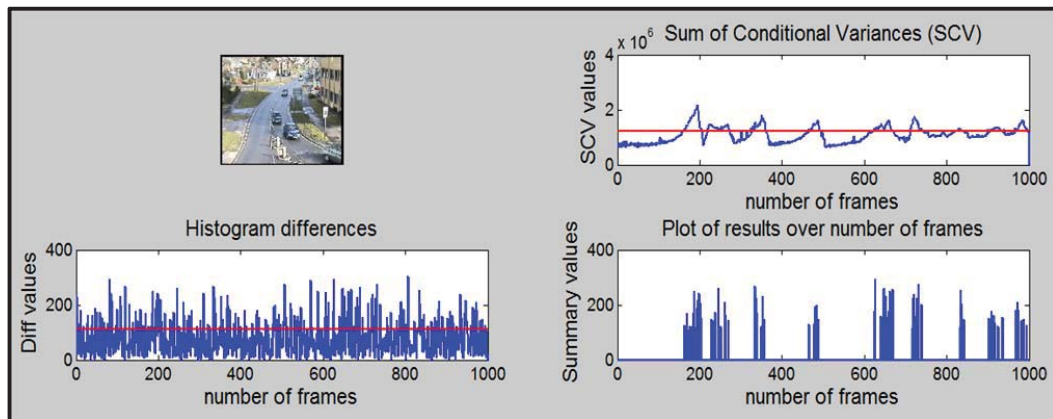 Sum of Conditional Variances (SCV)
x 10^6
SCV values
4
2
0
0 200 400 600 800 1000
number of frames
Histogram differences
Diff values
400
200
0
0 200 400 600 800 1000
number of frames
Plot of results over number of frames
Summary values
400
200
0
0 200 400 600 800 1000
number of frames